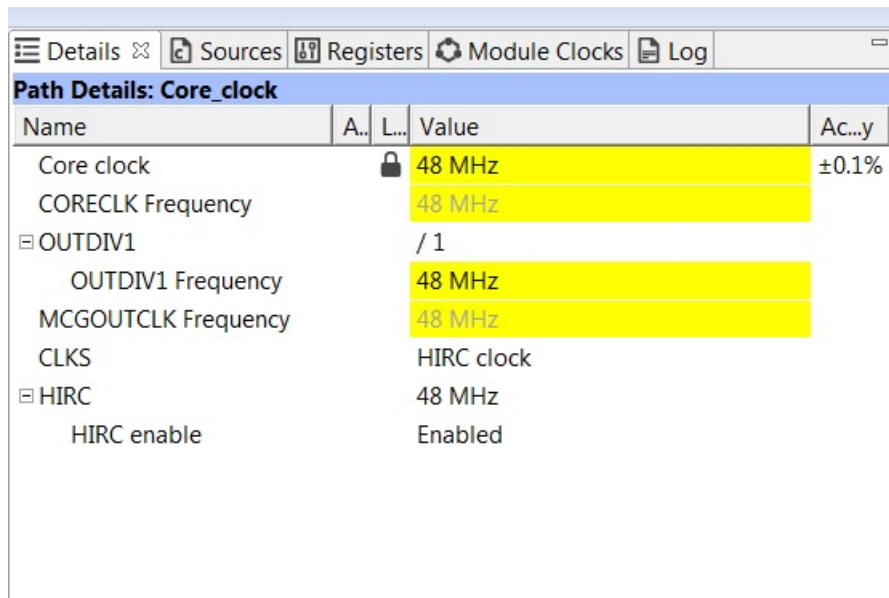 Details Sources Registers Module Clocks Log
Path Details: Core_clock
Name A.. L... Value Ac...y
Core clock 48 MHz ±0.1%
CORECLK Frequency 48 MHz
OUTDIV1 / 1
OUTDIV1 Frequency 48 MHz
MCGOUTCLK Frequency 48 MHz
CLKS HIRC clock
HIRC 48 MHz
HIRC enable Enabled